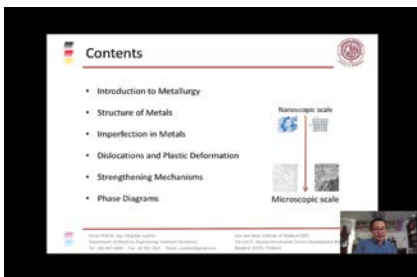 Contents
• Introduction to Metallurgy
• Structure of Metals
• Imperfection in Metals
• Dislocations and Plastic Deformation
• Strengthening Mechanisms
• Phase Diagrams
Nanoscopic scale
Microscopic scale